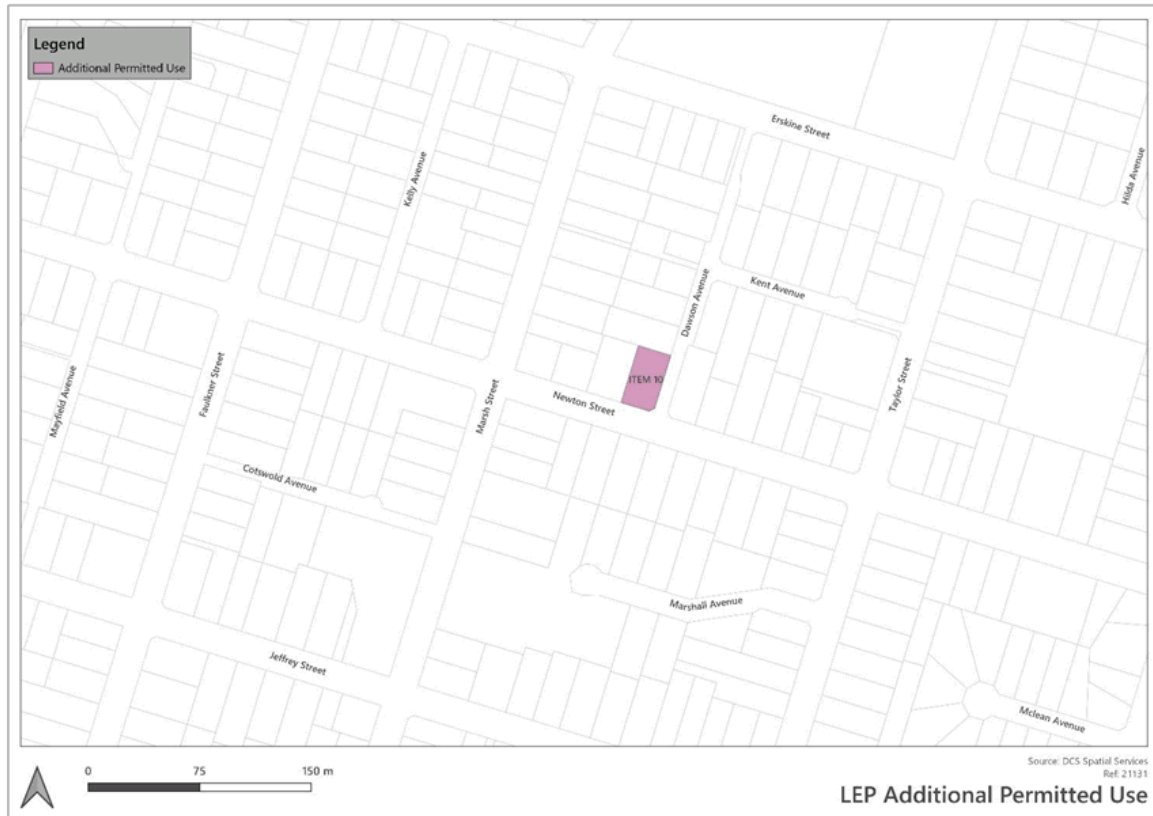 Legend
Additional Permitted Use
Erskine Street
Hilda Avenue
Kelly Avenue
Kent Avenue
Dawson Avenue
ITEM 10
Mayfield Avenue
Faulkner Street
Marsh Street
Newton Street
Taylor Street
Cotswold Avenue
Marshall Avenue
Jeffrey Street
Mclean Avenue
0 75 150 m
Source: DCS Spatial Services
Ref: 21131
LEP Additional Permitted Use